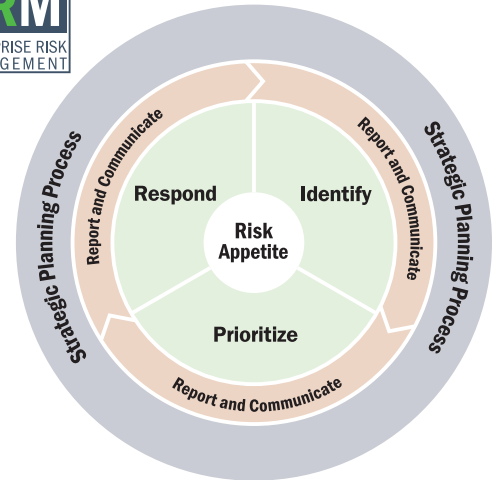 RM
PRISE RISK
GEMENT
Strategic Planning Process
Report and Communicate
Report and Communicate
Strategic Planning Process
Respond
Identify
Risk
Appetite
Prioritize
Report and Communicate